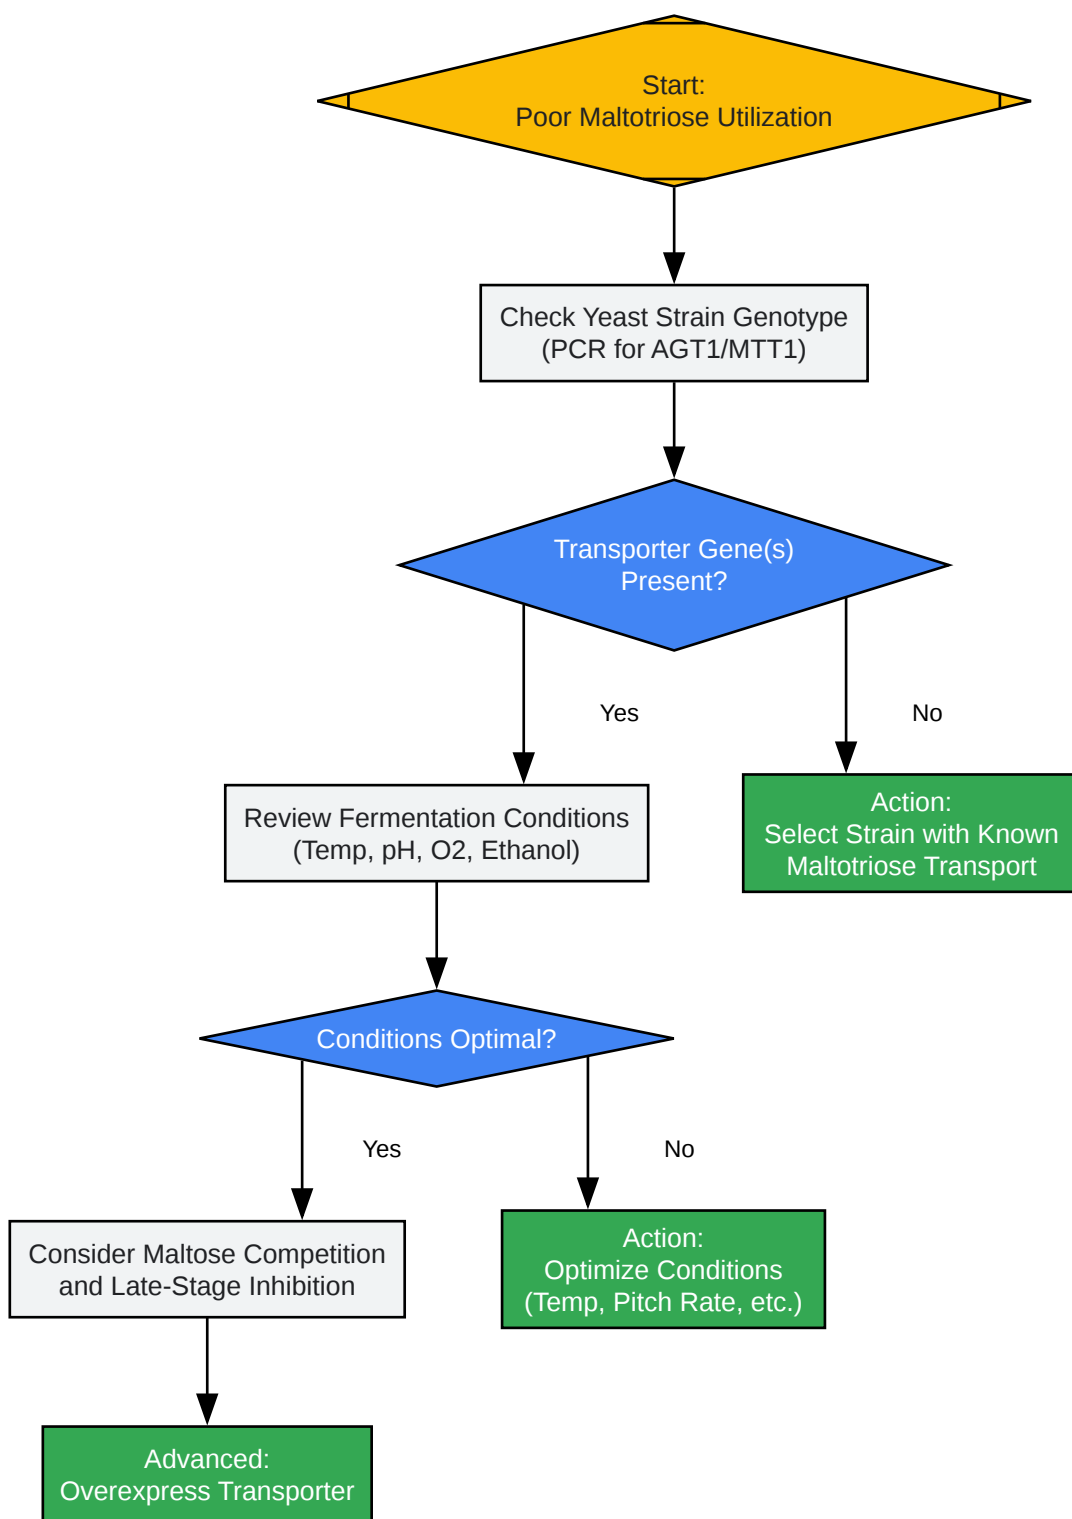 Start:
Poor Maltotriose Utilization
Check Yeast Strain Genotype
(PCR for AGT1/MTT1)
Transporter Gene(s)
Present?
Yes
No
Review Fermentation Conditions
(Temp, pH, O2, Ethanol)
Action:
Select Strain with Known
Maltotriose Transport
Conditions Optimal?
Yes
No
Consider Maltose Competition
and Late-Stage Inhibition
Action:
Optimize Conditions
(Temp, Pitch Rate, etc.)
Advanced:
Overexpress Transporter